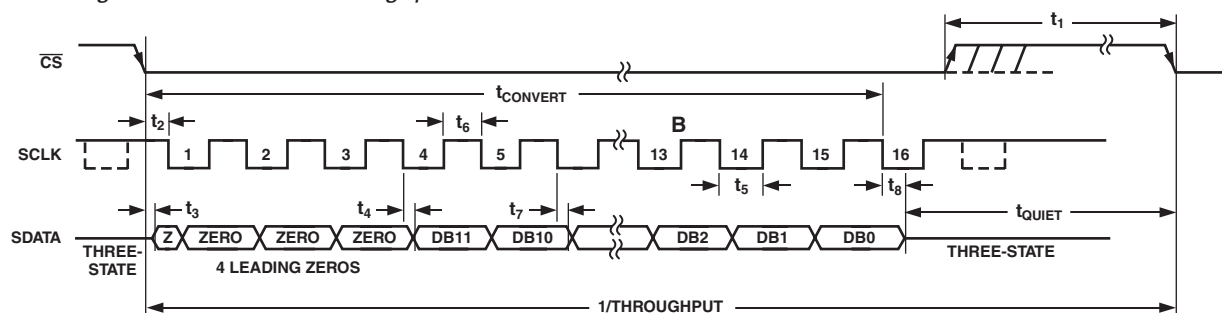 t1
CS
tCONVERT
t2
t6
B
SCLK
1
2
3
4
5
13
14
15
16
t5
t8
t3
t4
t7
tQUIET
SDATA
Z
ZERO
ZERO
ZERO
DB11
DB10
DB2
DB1
DB0
THREE-
STATE
4 LEADING ZEROS
THREE-STATE
1/THROUGHPUT